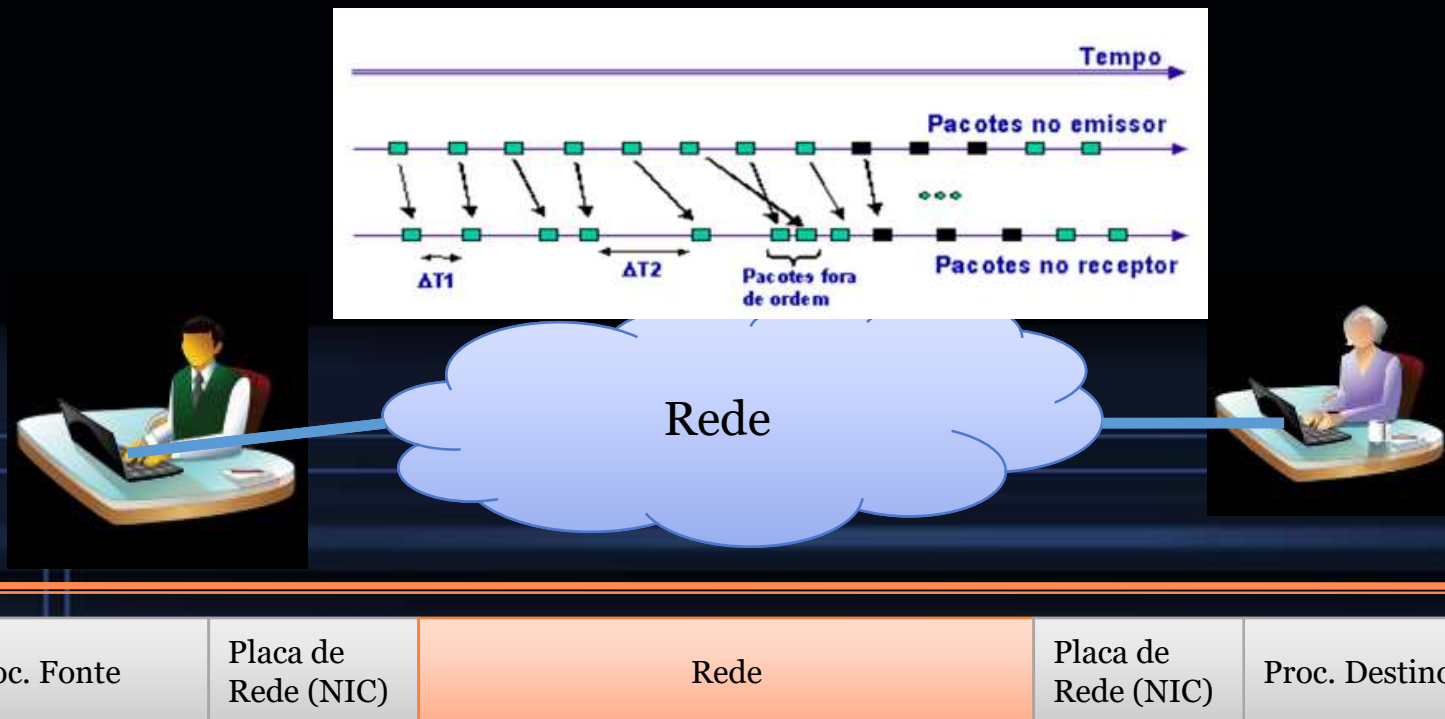 Tempo
Pacotes no emissor
ΔT1
ΔT2
Pacotes fora
de ordem
Pacotes no receptor
Rede
oc. Fonte
Placa de
Rede (NIC)
Rede
Placa de
Rede (NIC)
Proc. Destino